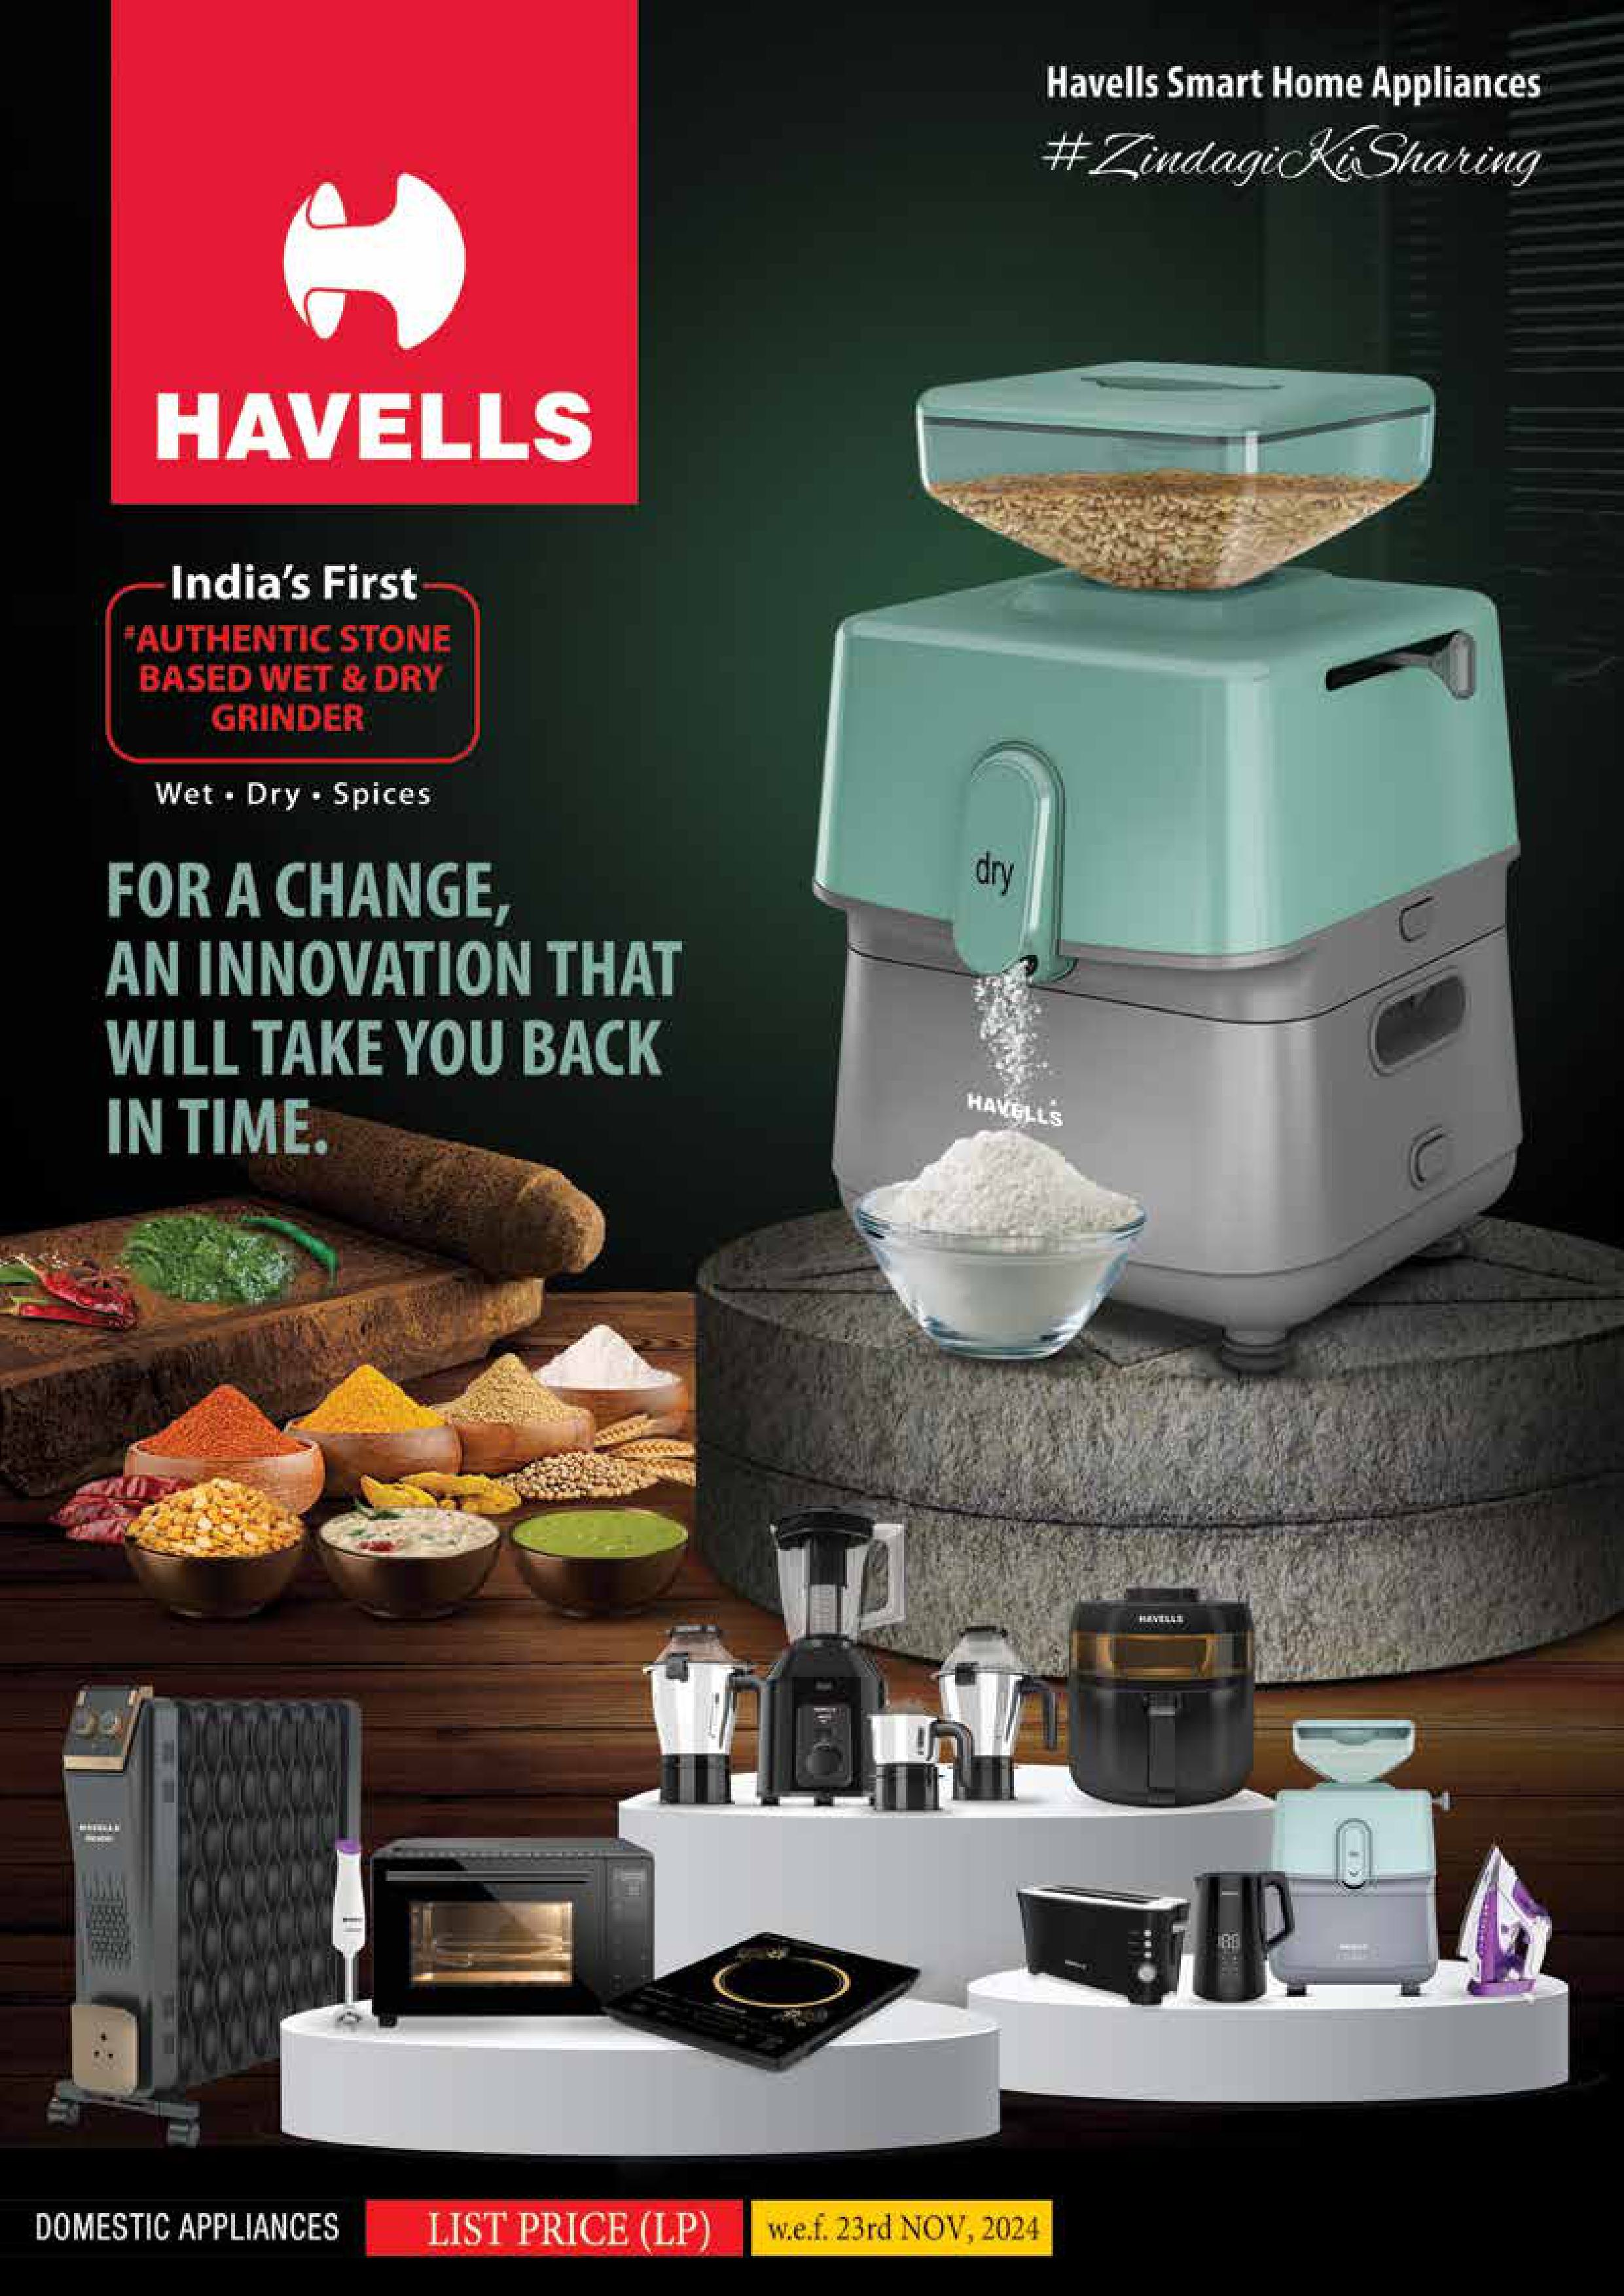 Havells Smart Home Appliances
#ZindagiKiSharing
HAVELLS
India's First
#AUTHENTIC STONE
BASED WET & DRY
GRINDER
Wet • Dry • Spices
FOR A CHANGE,
AN INNOVATION THAT
WILL TAKE YOU BACK
IN TIME.
dry
HAVELLS
HAVELLS
HAVELLS
DOMESTIC APPLIANCES
LIST PRICE (LP)
w.e.f. 23rd NOV, 2024